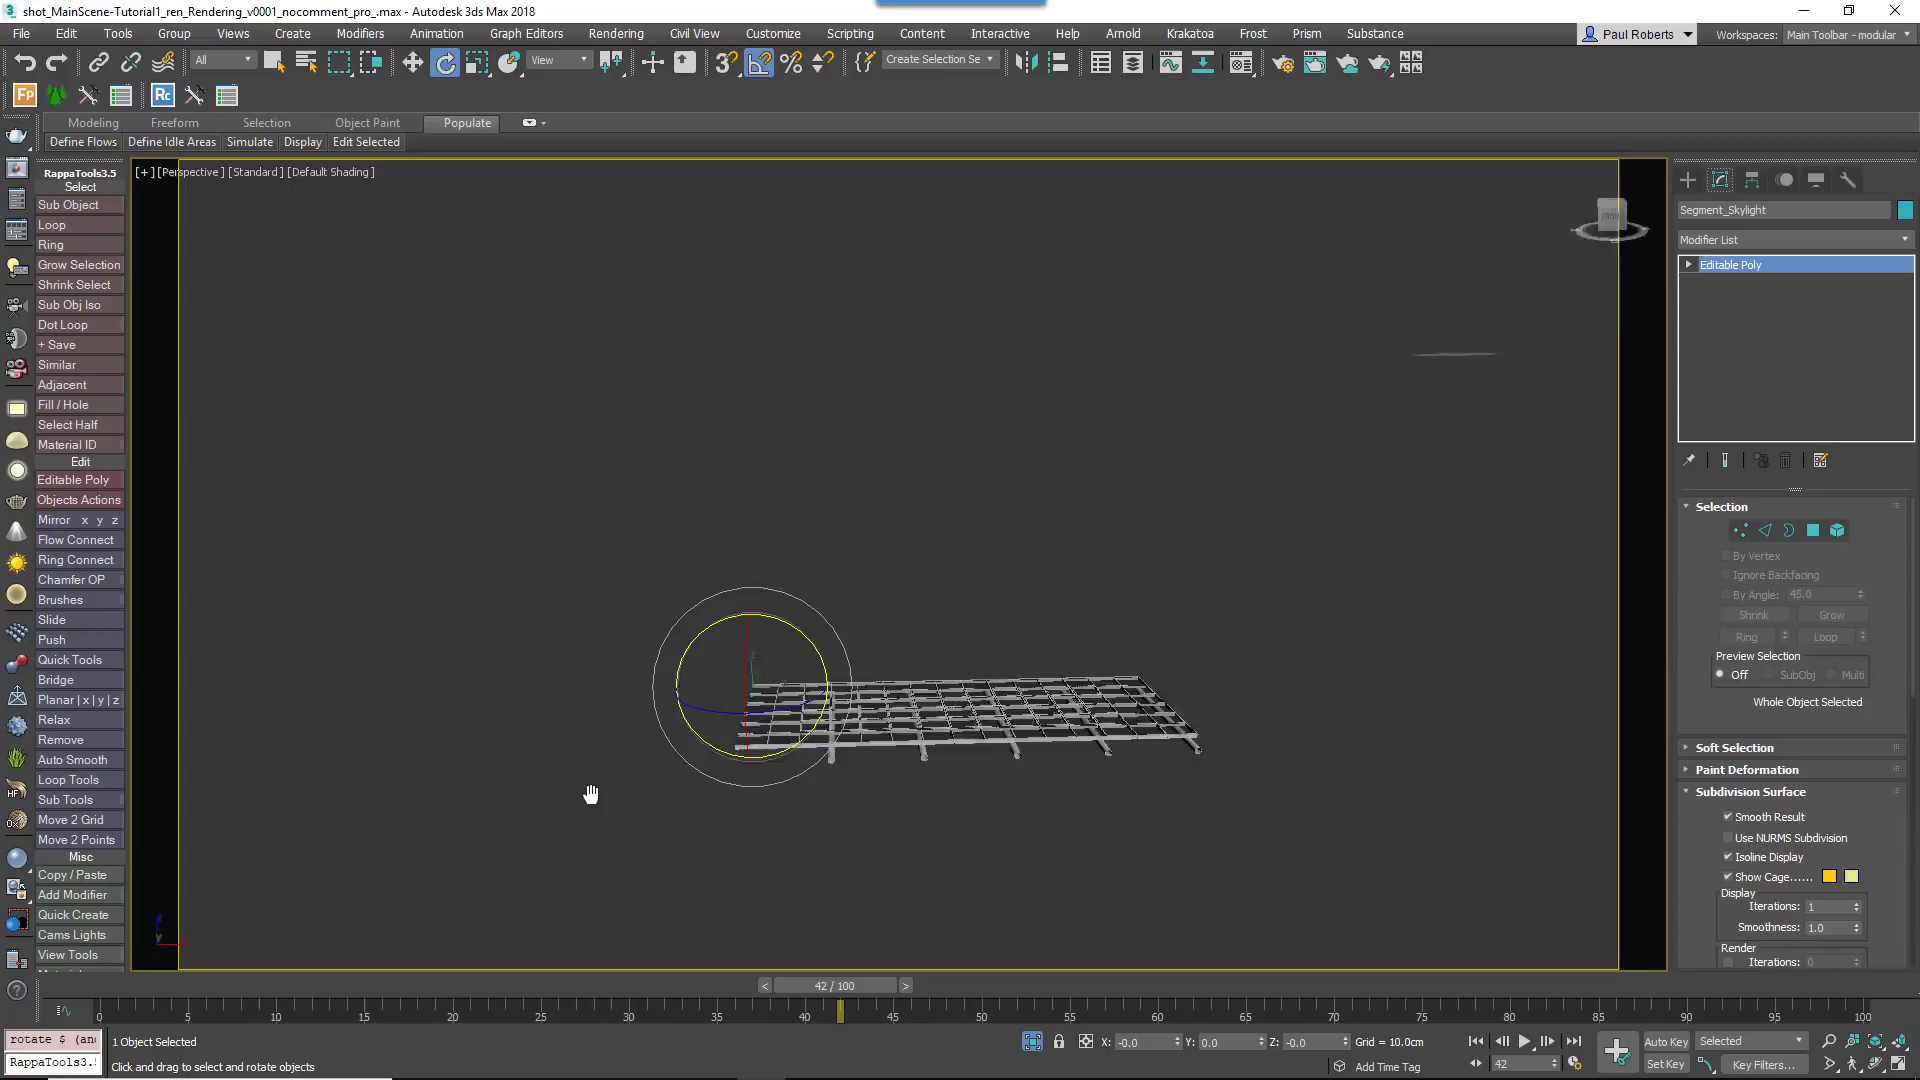 shot_MainScene-Tutorial1_ren_Rendering_v0001_nocomment_pro_.max - Autodesk 3ds Max 2018
File Edit Tools Group Views Create Modifiers Animation Graph Editors Rendering Civil View Customize Scripting Content Interactive Help Arnold Krakatoa Frost Prism Substance Paul Roberts Workspaces: Main Toolbar - modular
All View Create Selection Se
Modeling Freeform Selection Object Paint Populate
Define Flows Define Idle Areas Simulate Display Edit Selected
[+] [Perspective] [Standard] [Default Shading]
RappaTools3.5
Select
Sub Object
Loop
Ring
Grow Selection
Shrink Select
Sub Obj Iso
Dot Loop
+ Save
Similar
Adjacent
Fill / Hole
Select Half
Material ID
Edit
Editable Poly
Objects Actions
Mirror x y z
Flow Connect
Ring Connect
Chamfer OP
Brushes
Slide
Push
Quick Tools
Bridge
Planar | x | y | z
Relax
Remove
Auto Smooth
Loop Tools
Sub Tools
Move 2 Grid
Move 2 Points
Misc
Copy / Paste
Add Modifier
Quick Create
Cams Lights
View Tools
Segment_Skylight
Modifier List
Editable Poly
Selection
By Vertex
Ignore Backfacing
By Angle: 45.0
Shrink Grow
Ring Loop
Preview Selection
Off SubObj Multi
Whole Object Selected
Soft Selection
Paint Deformation
Subdivision Surface
Smooth Result
Use NURMS Subdivision
Isoline Display
Show Cage......
Display
Iterations: 1
Smoothness: 1.0
Render
Iterations: 0
< 42 / 100 >
0 5 10 15 20 25 30 35 45 50 55 60 65 70 75 80 85 90 95 100
rotate $ (an
RappaTools3.5
1 Object Selected
Click and drag to select and rotate objects
X: -0.0 Y: 0.0 Z: -0.0 Grid = 10.0cm
Add Time Tag
42
Auto Key Selected
Set Key Key Filters...